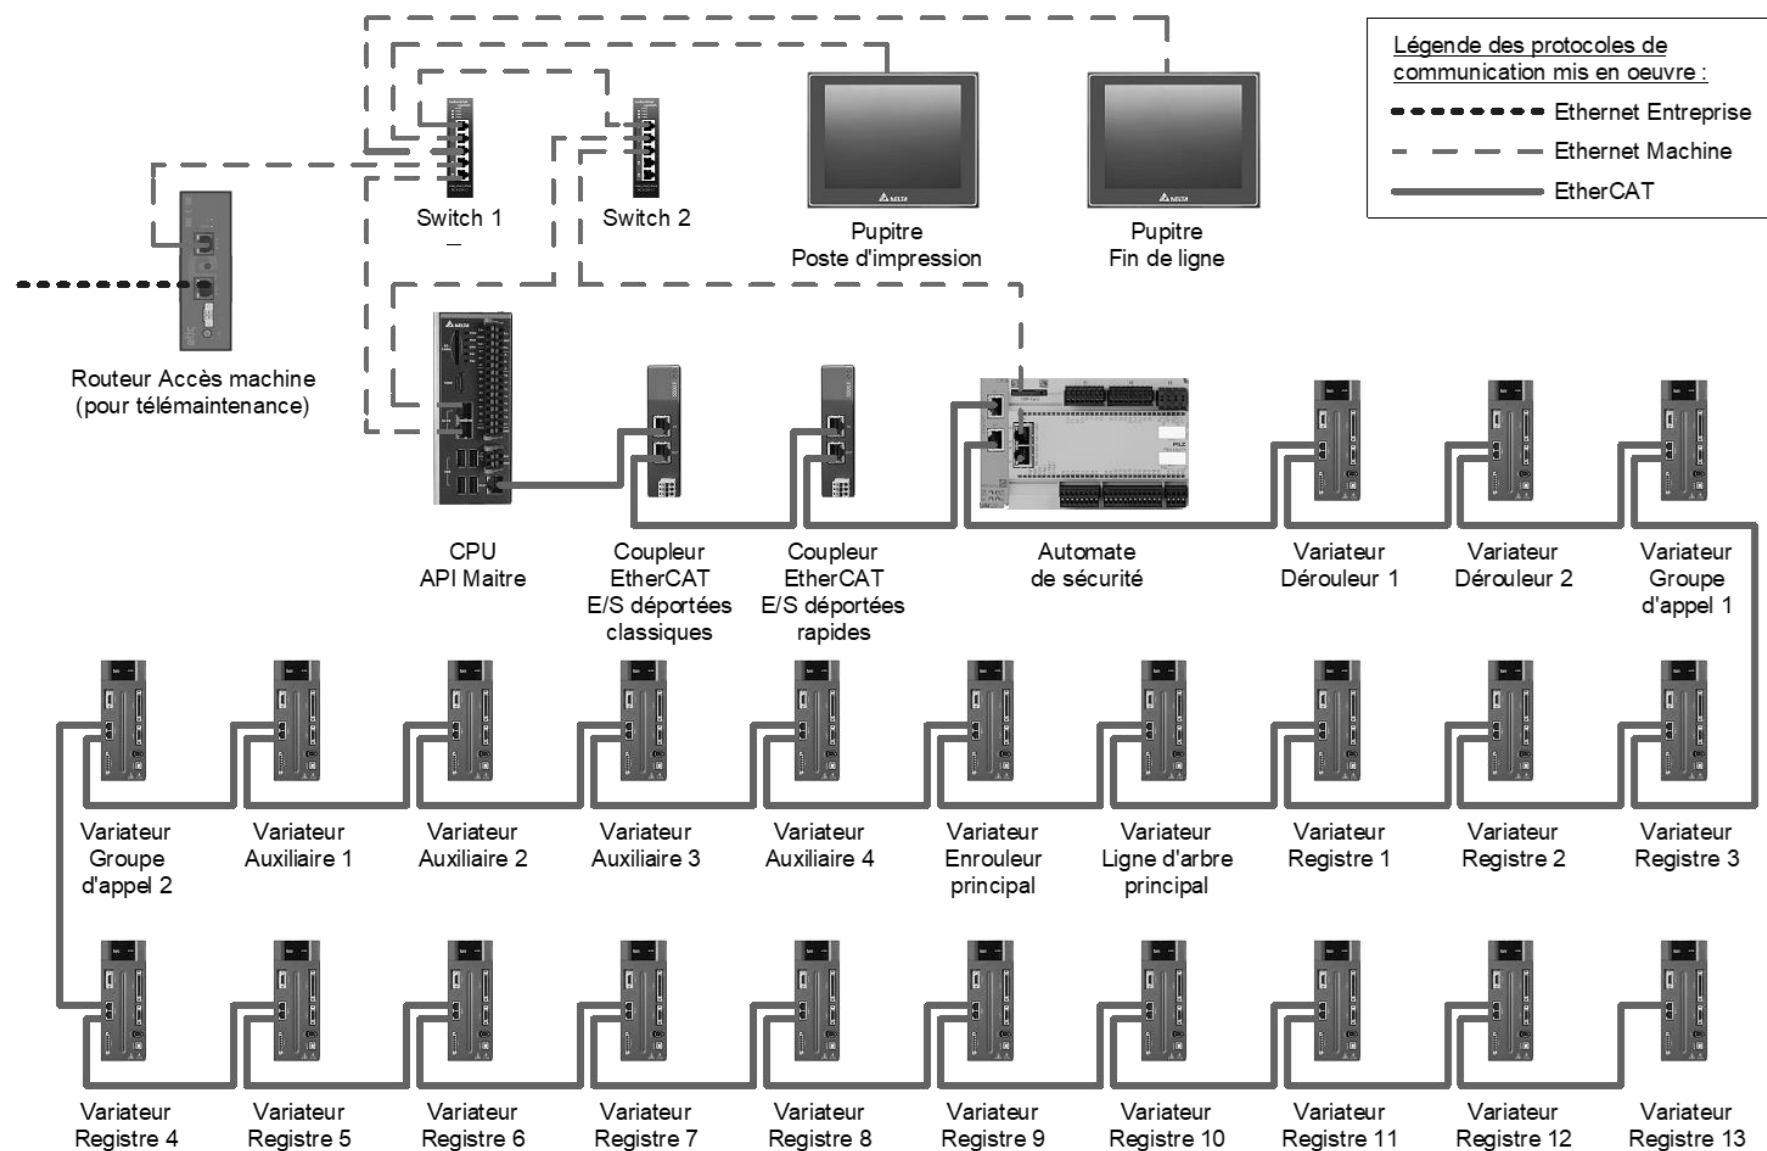 Légende des protocoles de
communication mis en oeuvre :
Ethernet Entreprise
Ethernet Machine
EtherCAT
Switch 1
Switch 2
Pupitre
Poste d'impression
Pupitre
Fin de ligne
DELTA
DELTA
etic
Routeur Accès machine
(pour télémaintenance)
DELTA
PILZ
CPU
API Maitre
Coupleur
EtherCAT
E/S déportées
classiques
Coupleur
EtherCAT
E/S déportées
rapides
Automate
de sécurité
Variateur
Dérouleur 1
Variateur
Dérouleur 2
Variateur
Groupe
d'appel 1
Variateur
Groupe
d'appel 2
Variateur
Auxiliaire 1
Variateur
Auxiliaire 2
Variateur
Auxiliaire 3
Variateur
Auxiliaire 4
Variateur
Enrouleur
principal
Variateur
Ligne d'arbre
principal
Variateur
Registre 1
Variateur
Registre 2
Variateur
Registre 3
Variateur
Registre 4
Variateur
Registre 5
Variateur
Registre 6
Variateur
Registre 7
Variateur
Registre 8
Variateur
Registre 9
Variateur
Registre 10
Variateur
Registre 11
Variateur
Registre 12
Variateur
Registre 13